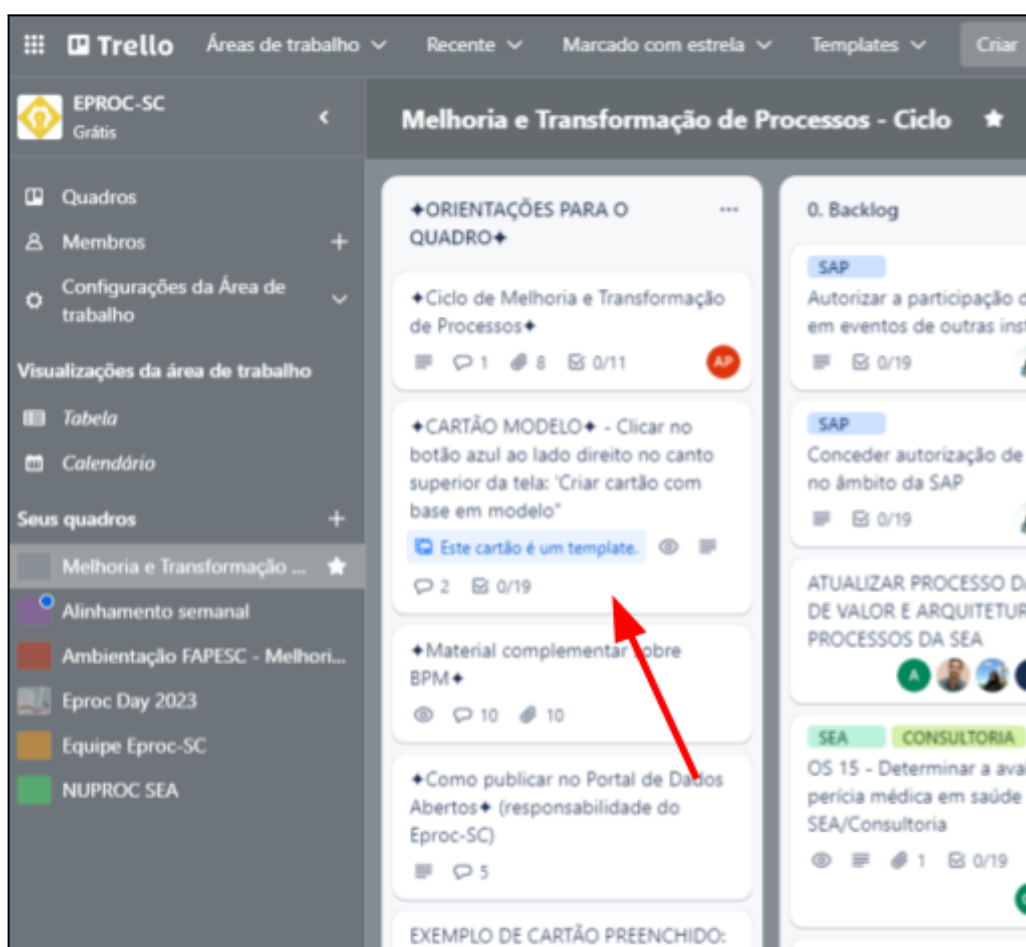 Trello Áreas de trabalho Recente Marcado com estrela Templates Criar
EPROC-SC
Grátis
Quadros
Membros
Configurações da Área de
trabalho
Visualizações da área de trabalho
Tabela
Calendário
Seus quadros
Melhoria e Transformação ...
Alinhamento semanal
Ambientação FAPESC - Melhori...
Eproc Day 2023
Equipe Eproc-SC
NUPROC SEA
Melhoria e Transformação de Processos - Ciclo
✦ORIENTAÇÕES PARA O
QUADRO✦
✦Ciclo de Melhoria e Transformação
de Processos✦
1 8 0/11 AP
✦CARTÃO MODELO✦ - Clicar no
botão azul ao lado direito no canto
superior da tela: 'Criar cartão com
base em modelo"
Este cartão é um template.
2 0/19
✦Material complementar sobre
BPM✦
10 10
✦Como publicar no Portal de Dados
Abertos✦ (responsabilidade do
Eproc-SC)
5
EXEMPLO DE CARTÃO PREENCHIDO:
0. Backlog
SAP
Autorizar a participação
em eventos de outras
0/19
SAP
Conceder autorização de
no âmbito da SAP
0/19
ATUALIZAR PROCESSO
DE VALOR E
PROCESSOS DA SEA
A
SEA CONSULTORIA
OS 15 - Determinar a
perícia médica em saúde
SEA/Consultoria
1 0/19